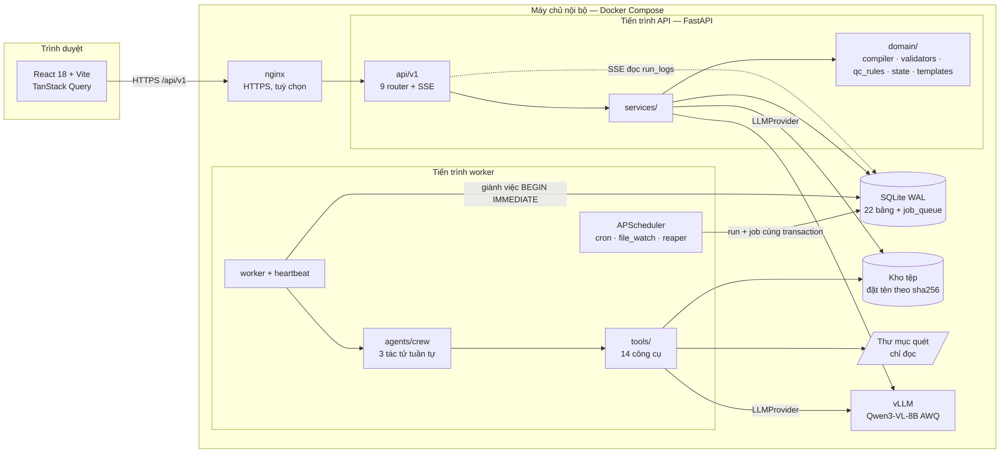 Máy chủ nội bộ — Docker Compose
Tiến trình API — FastAPI
Trình duyệt
React 18 + Vite
TanStack Query
HTTPS /api/v1
nginx
HTTPS, tuỳ chọn
api/v1
9 router + SSE
SSE đọc run_logs
services/
domain/
compiler · validators ·
qc_rules · state · templates
LLMProvider
Tiến trình worker
giành việc BEGIN
IMMEDIATE
APScheduler
cron · file_watch · reaper
run + job cùng transaction
SQLite WAL
22 bảng + job_queue
worker + heartbeat
Kho tệp
đặt tên theo sha256
agents/crew
3 tác tử tuần tự
tools/
14 công cụ
Thư mục quét
chỉ đọc
LLMProvider
vLLM
Qwen3-VL-8B AWQ